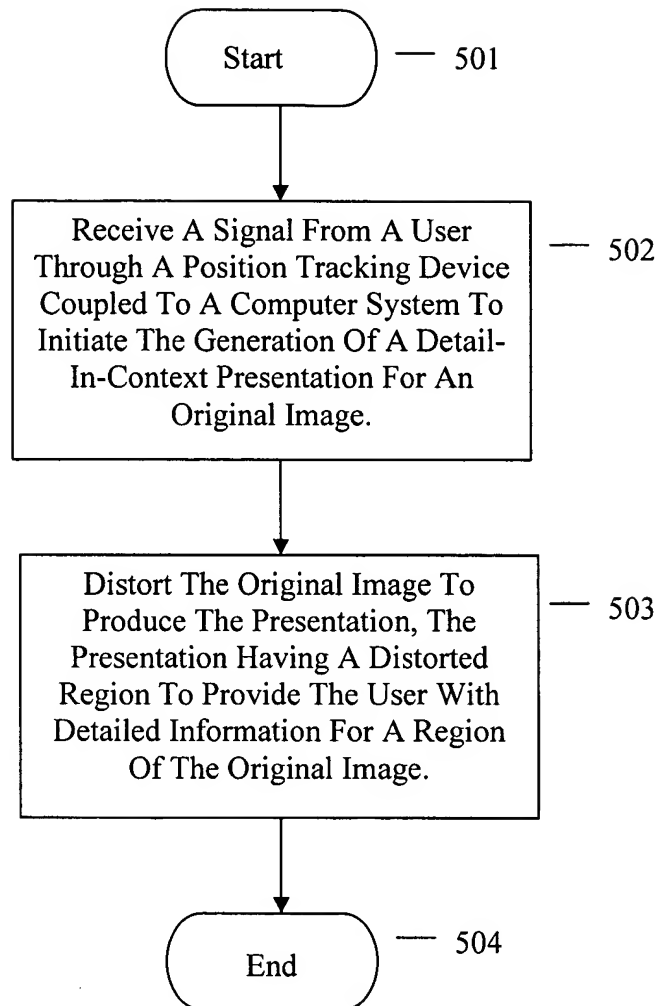 Start
501
Receive A Signal From A User
Through A Position Tracking Device
Coupled To A Computer System To
Initiate The Generation Of A Detail-
In-Context Presentation For An
Original Image.
502
Distort The Original Image To
Produce The Presentation, The
Presentation Having A Distorted
Region To Provide The User With
Detailed Information For A Region
Of The Original Image.
503
End
504